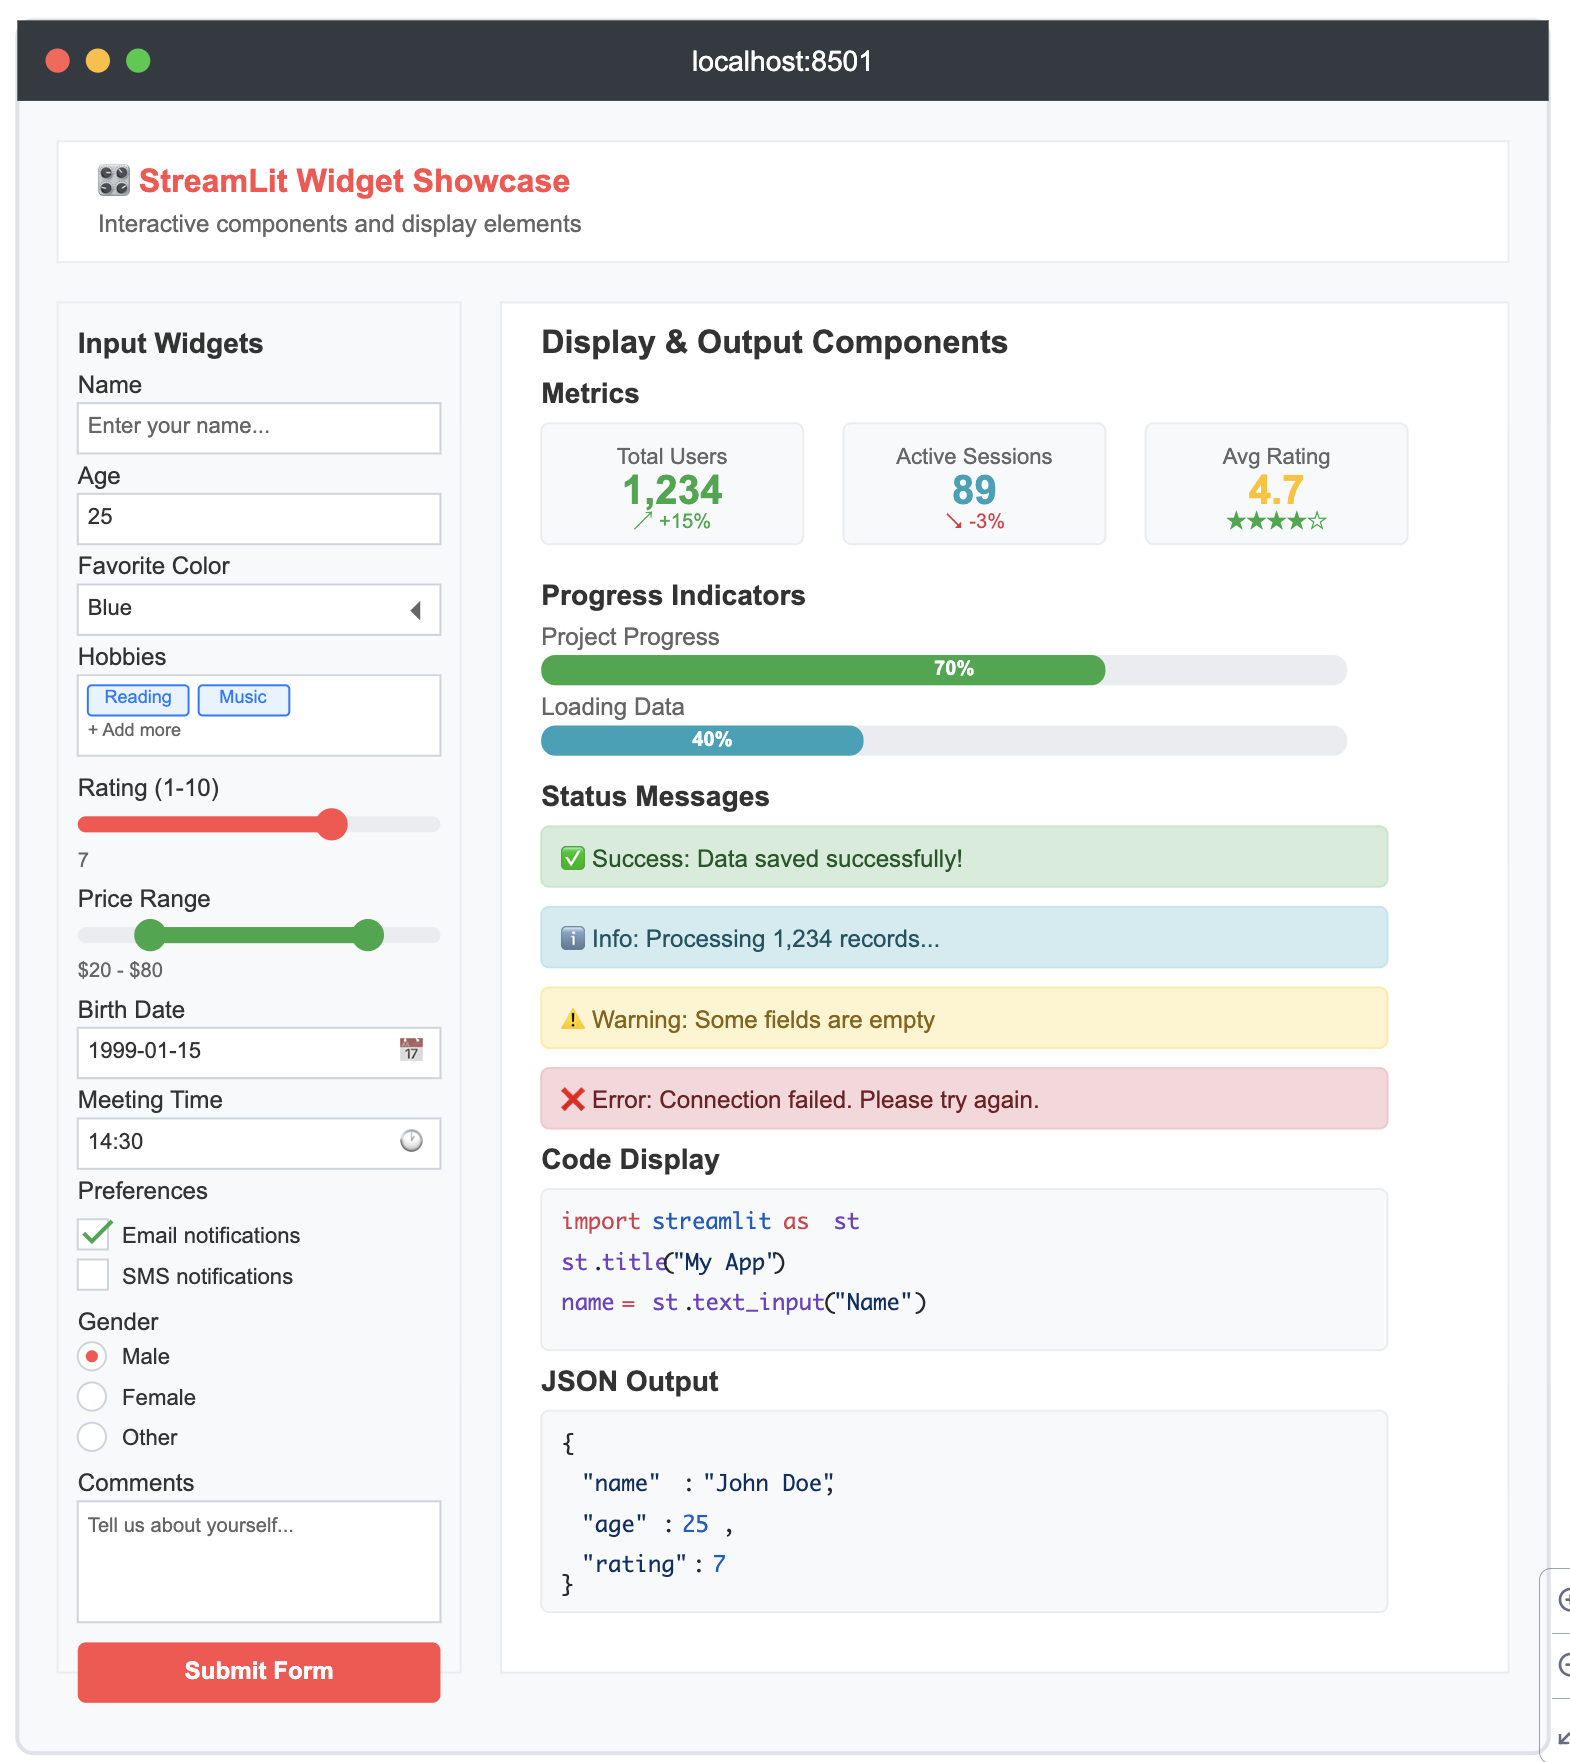 localhost:8501
StreamLit Widget Showcase
Interactive components and display elements
Input Widgets
Name
Enter your name...
Age
25
Favorite Color
Blue
Hobbies
Reading Music
+ Add more
Rating (1-10)
7
Price Range
$20 - $80
Birth Date
1999-01-15
17
Meeting Time
14:30
Preferences
Email notifications
SMS notifications
Gender
Male
Female
Other
Comments
Tell us about yourself...
Submit Form
Display & Output Components
Metrics
Total Users
1,234
↗ +15%
Active Sessions
89
↘ -3%
Avg Rating
4.7
★★★★☆
Progress Indicators
Project Progress
70%
Loading Data
40%
Status Messages
✅ Success: Data saved successfully!
ℹ️ Info: Processing 1,234 records...
⚠️ Warning: Some fields are empty
❌ Error: Connection failed. Please try again.
Code Display
import streamlit as st
st.title("My App")
name = st.text_input("Name")
JSON Output
{
"name" : "John Doe",
"age" : 25 ,
"rating" : 7
}